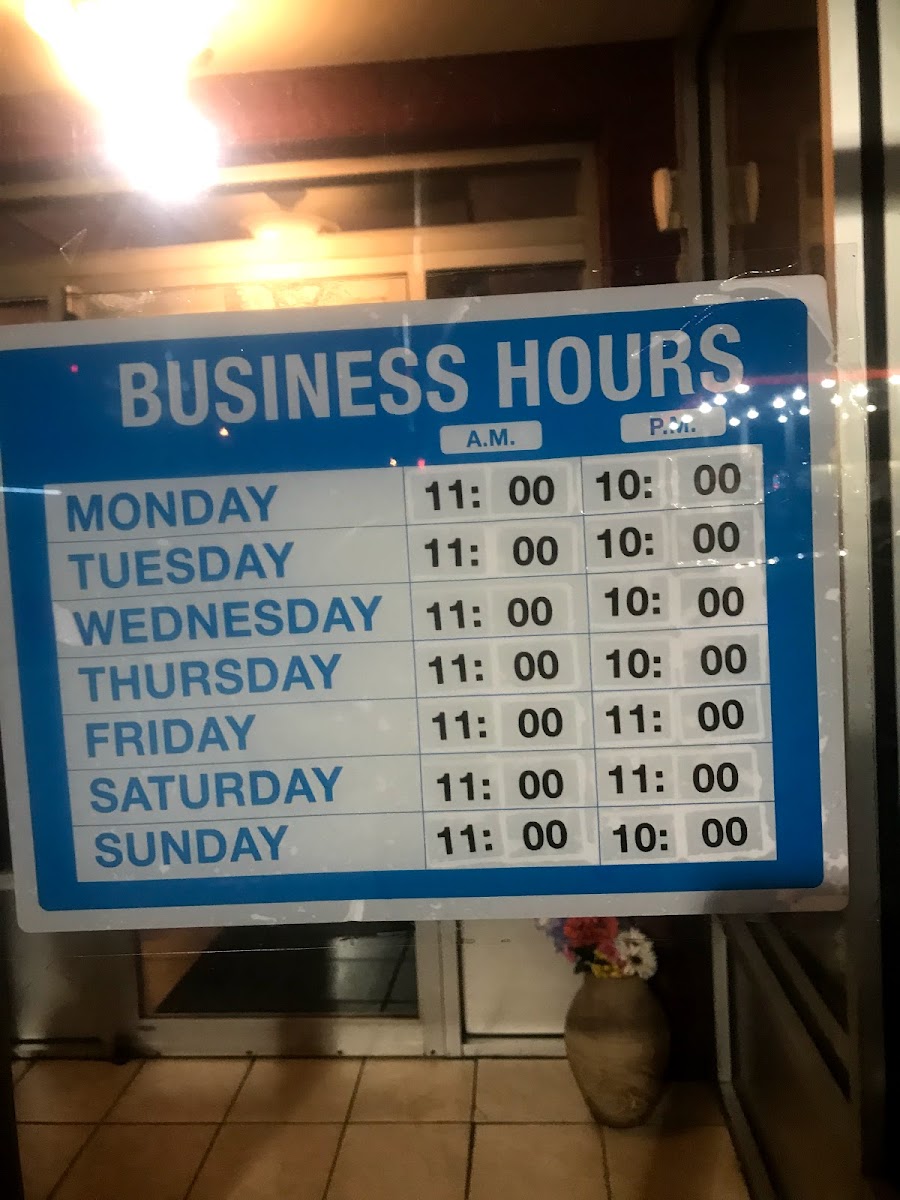 BUSINESS HOURS
A.M. P.M.
MONDAY 11: 00 10: 00
TUESDAY 11: 00 10: 00
WEDNESDAY 11: 00 10: 00
THURSDAY 11: 00 10: 00
FRIDAY 11: 00 11: 00
SATURDAY 11: 00 11: 00
SUNDAY 11: 00 10: 00